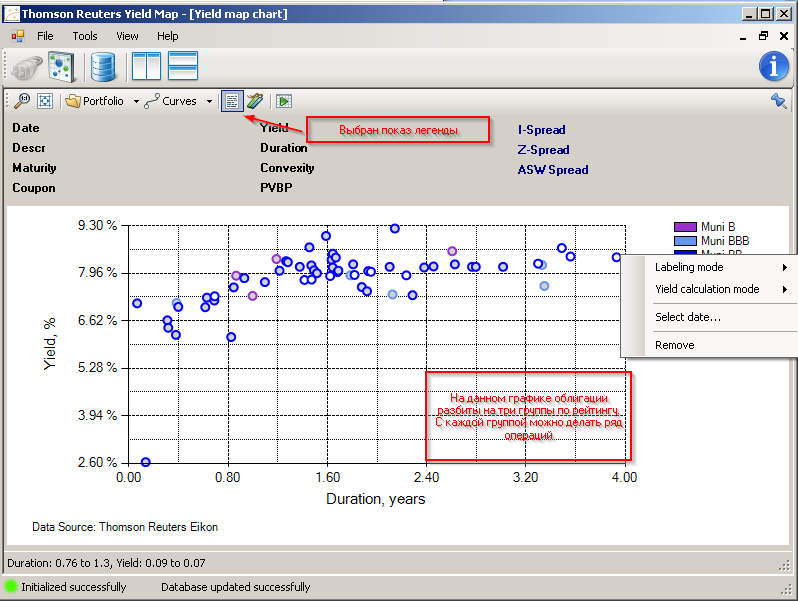 Thomson Reuters Yield Map - [Yield map chart]
File Tools View Help
Portfolio Curves
Выбран показ легенды
Date Yield I-Spread
Descr Duration Z-Spread
Maturity Convexity ASW Spread
Coupon PVBP
9.30 %
7.96 %
6.62 %
5.28 %
3.94 %
2.60 %
Yield, %
0.00 0.80 1.60 2.40 3.20 4.00
Duration, years
Muni B
Muni BBB
Labeling mode
Yield calculation mode
Select date...
Remove
На данном графике облигации
разбиты на три группы по рейтингу.
С каждой группой можно делать ряд
операций
Data Source: Thomson Reuters Eikon
Duration: 0.76 to 1.3, Yield: 0.09 to 0.07
Initialized successfully Database updated successfully